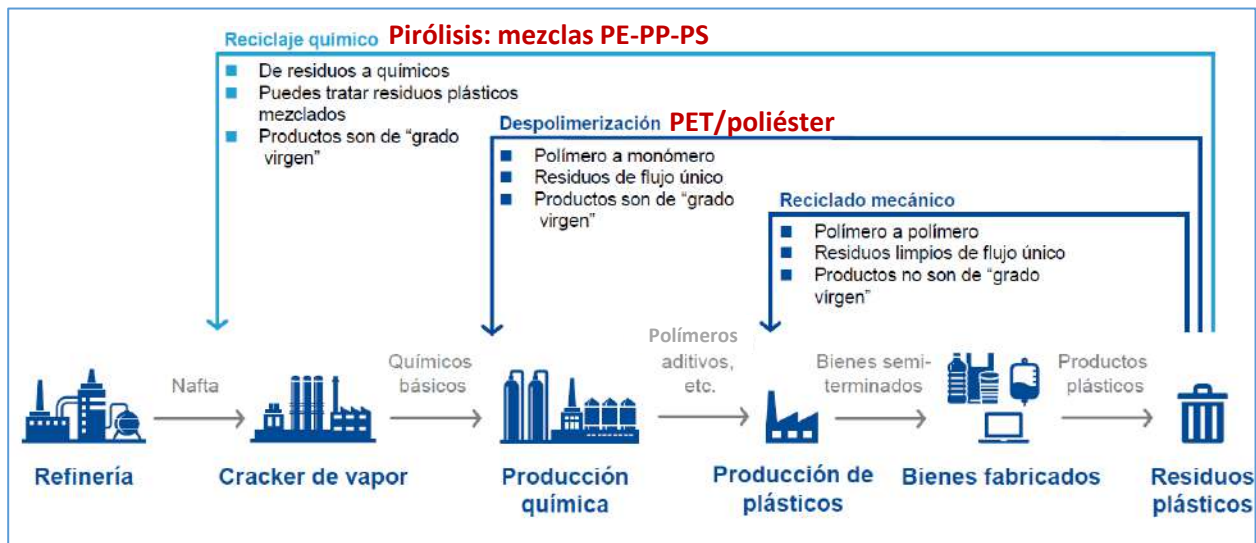 Reciclaje químico Pirólisis: mezclas PE-PP-PS
De residuos a químicos
Puedes tratar residuos plásticos
mezclados
Productos son de “grado
virgen”
Despolimerización PET/poliéster
Polímero a monómero
Residuos de flujo único
Productos son de “grado
virgen”
Reciclado mecánico
Polímero a polímero
Residuos limpios de flujo único
Productos no son de “grado
vírgen”
Nafta
Químicos
básicos
Polímeros
aditivos,
etc.
Bienes semi-
terminados
Productos
plásticos
Refinería
Cracker de vapor
Producción
química
Producción de
plásticos
Bienes fabricados
Residuos
plásticos